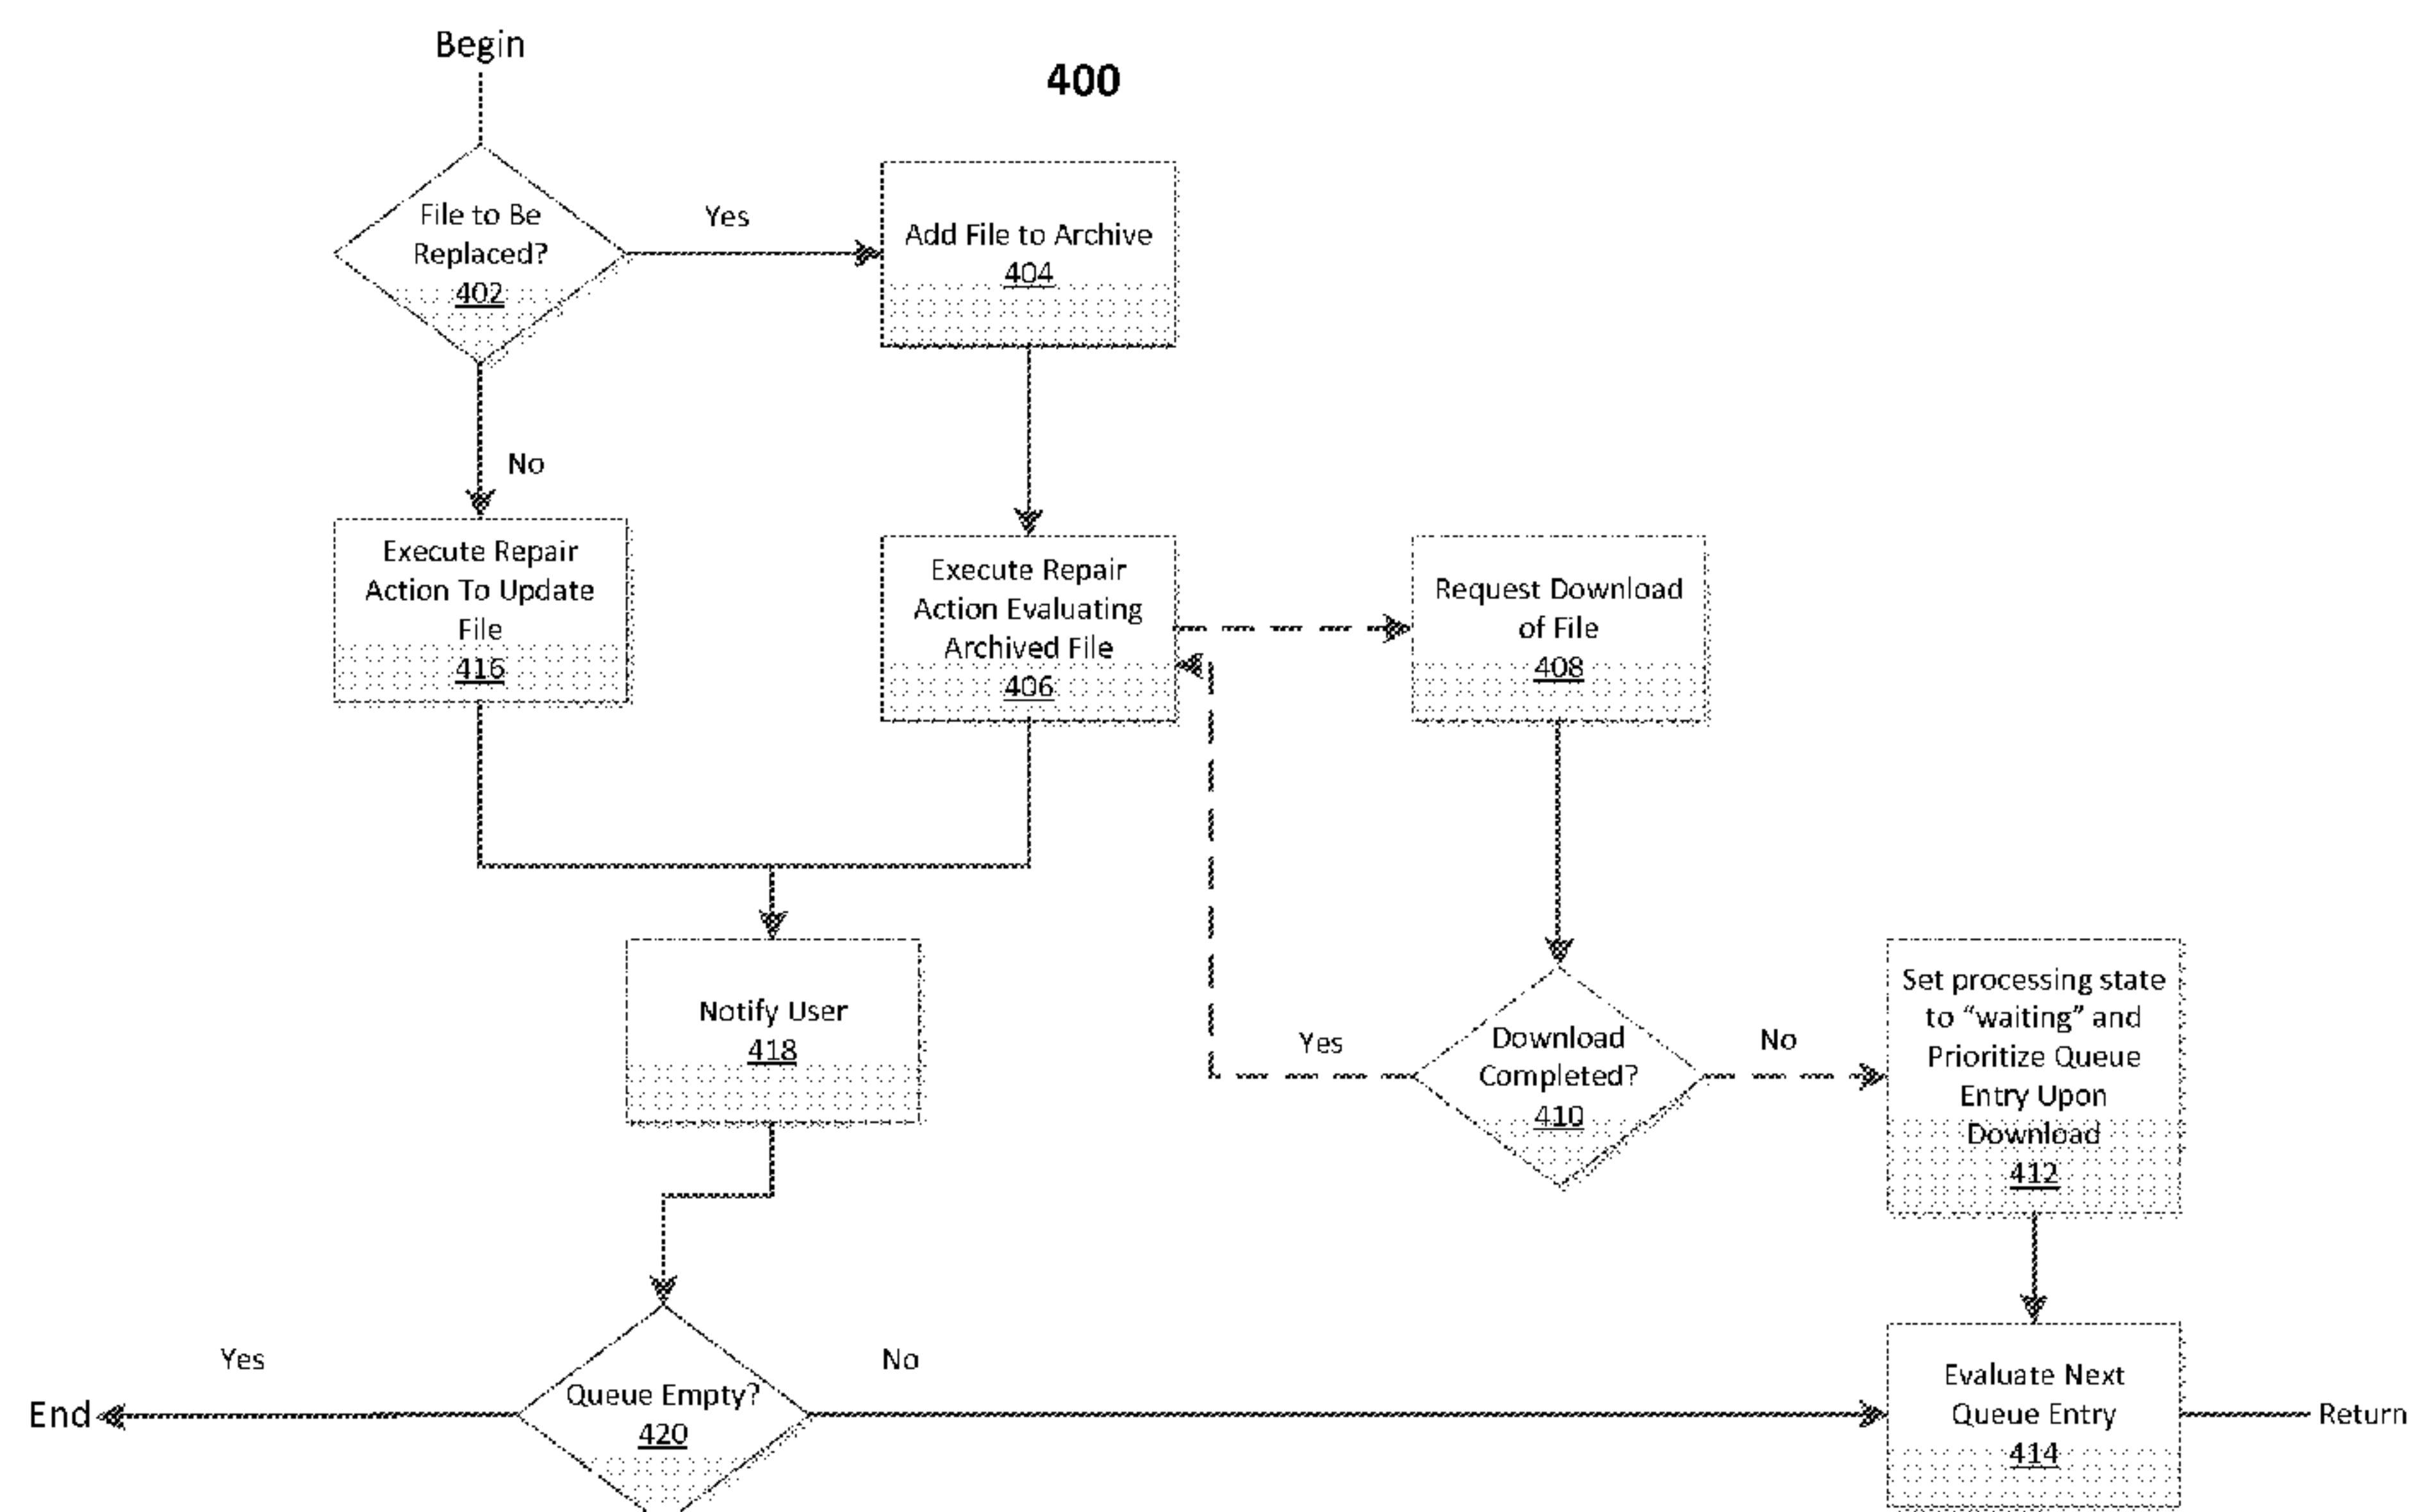 Begin
400
File to Be
Replaced?
402
Yes
Add File to Archive
404
No
Execute Repair
Action To Update
File
416
Execute Repair
Action Evaluating
Archived File
406
Request Download
of File
408
Notify User
418
Yes
Download
Completed?
410
No
Set processing state
to “waiting” and
Prioritize Queue
Entry Upon
Download
412
Yes
End
Queue Empty?
420
No
Evaluate Next
Queue Entry
414
Return